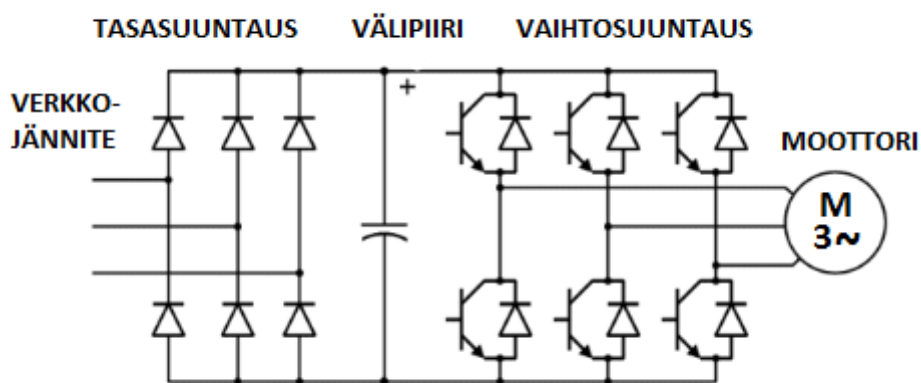 TASASUUNTAUS VÄLIPIIRI VAIHTOSUUNTAUS
VERKKO-
JÄNNITE
+
MOOTTORI
M
3~